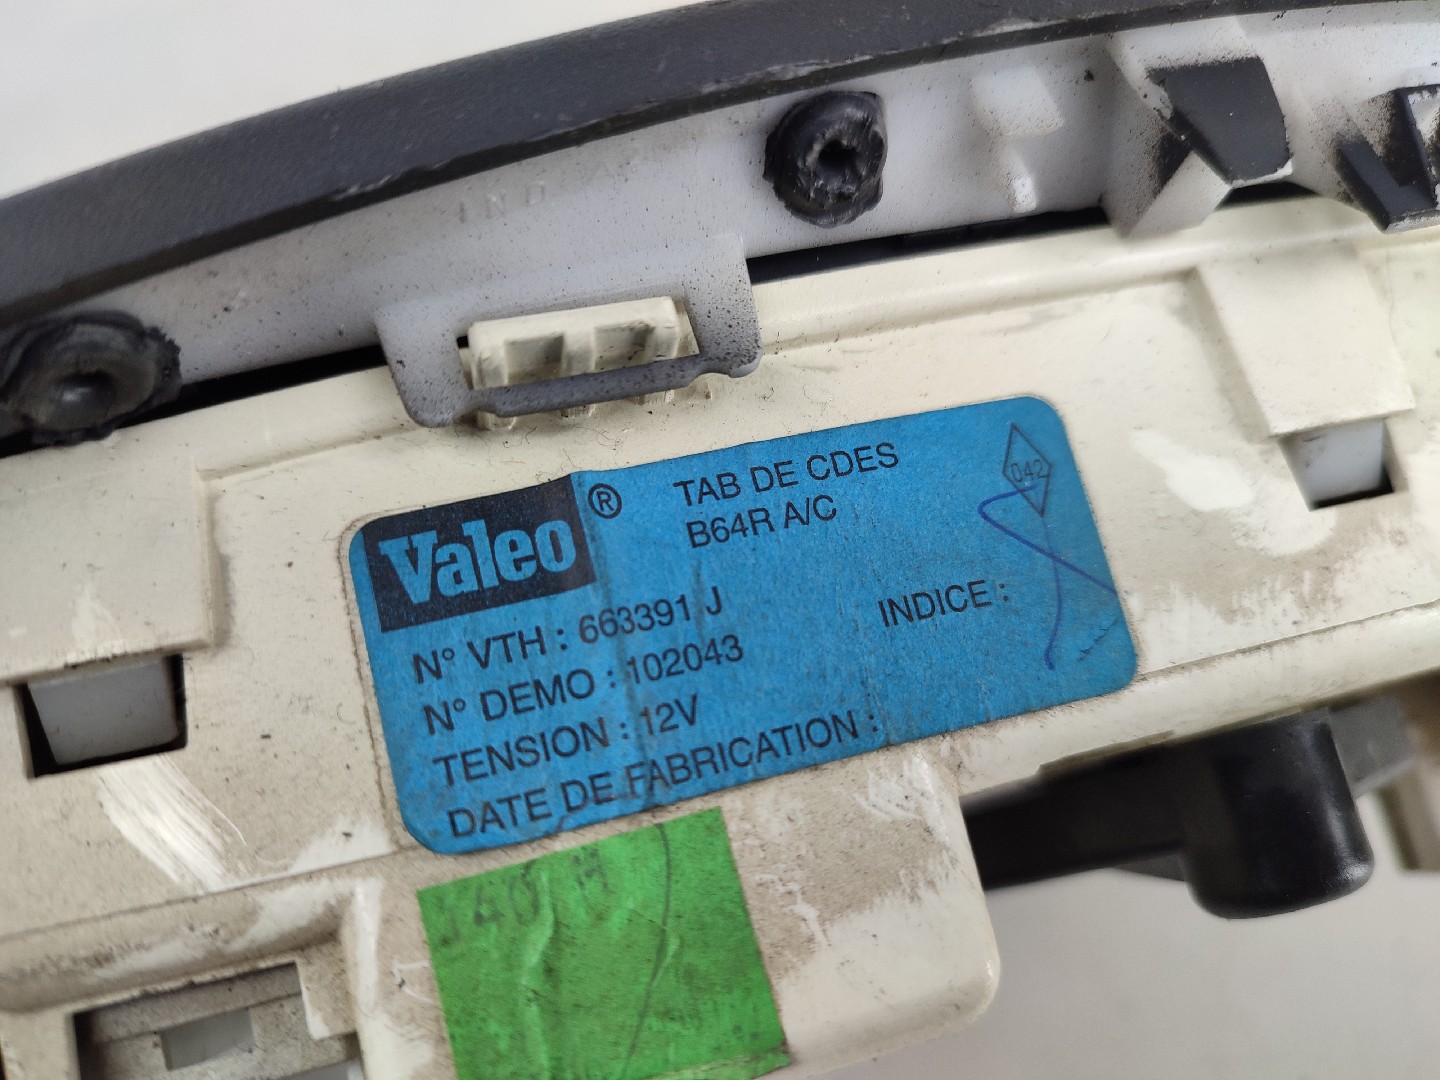 IND
Valeo®
TAB DE CDES
B64R A/C
042
N° VTH : 663391 J
N° DEMO : 102043
INDICE :
TENSION : 12V
DATE DE FABRICATION :